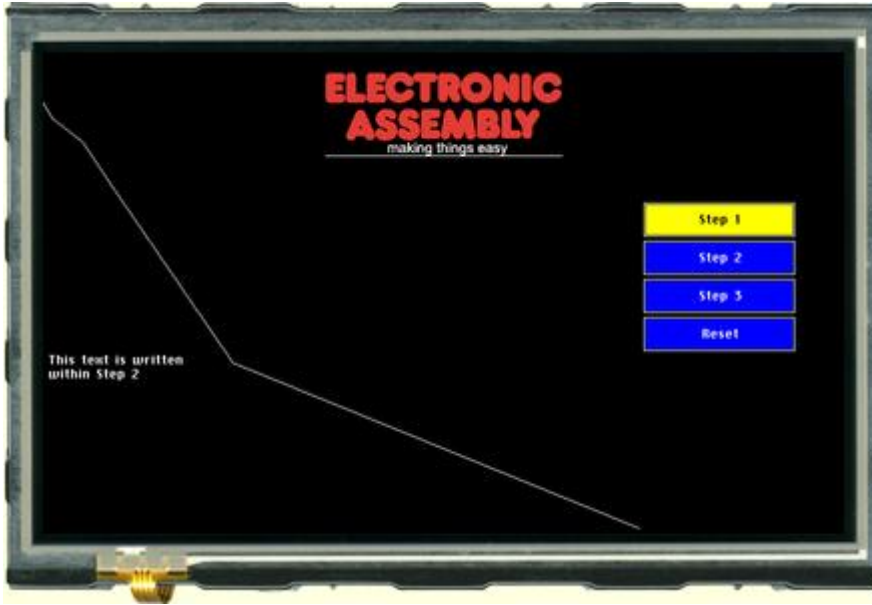 ELECTRONIC
ASSEMBLY
making things easy
Step 1
Step 2
Step 3
Reset
This text is written
within Step 2